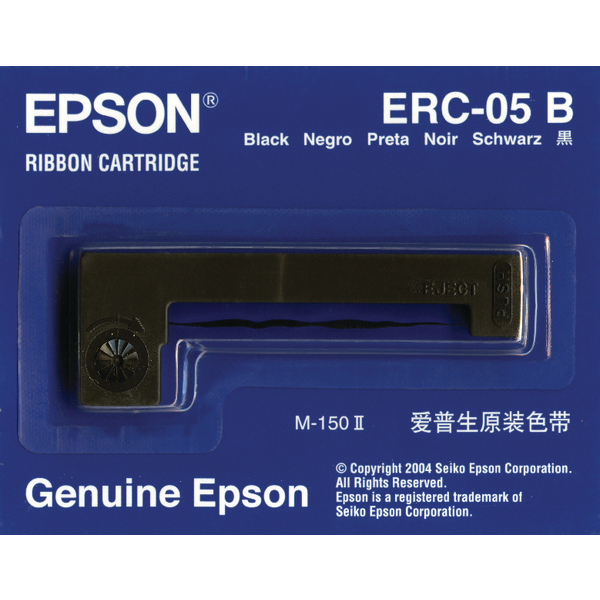 EPSON®
RIBBON CARTRIDGE
ERC-05 B
Black Negro Preta Noir Schwarz 黒
EJECT
PUSH
M-150 II
爱普生原装色带
Genuine Epson
© Copyright 2004 Seiko Epson Corporation.
All Rights Reserved.
Epson is a registered trademark of
Seiko Epson Corporation.